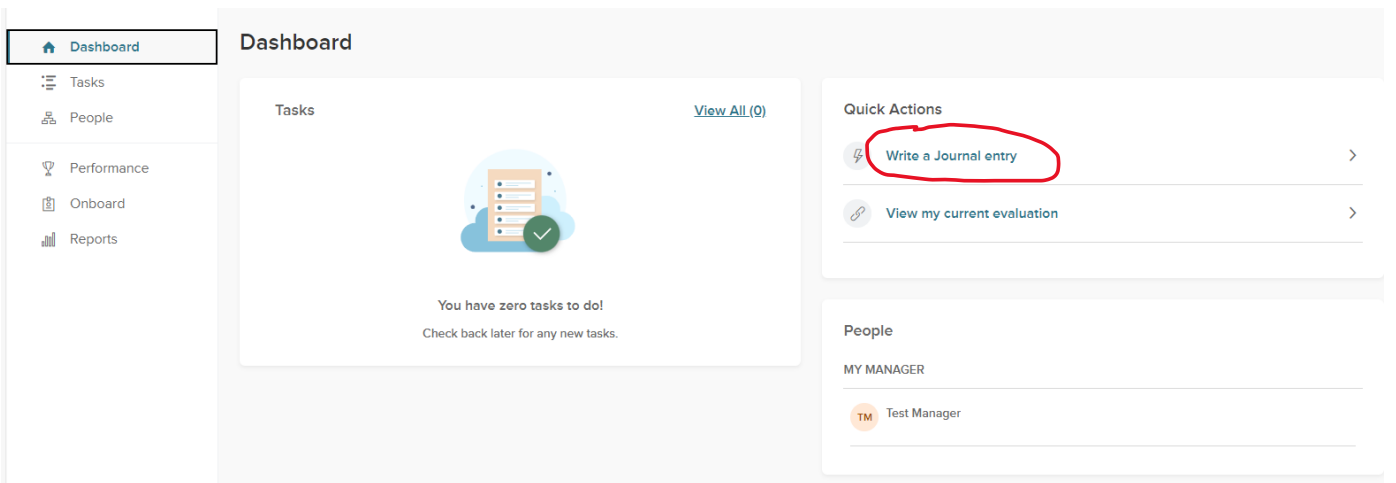 Dashboard
Tasks
People
Performance
Onboard
Reports
Dashboard
Tasks
View All (0)
You have zero tasks to do!
Check back later for any new tasks.
Quick Actions
Write a Journal entry
View my current evaluation
People
MY MANAGER
TM
Test Manager